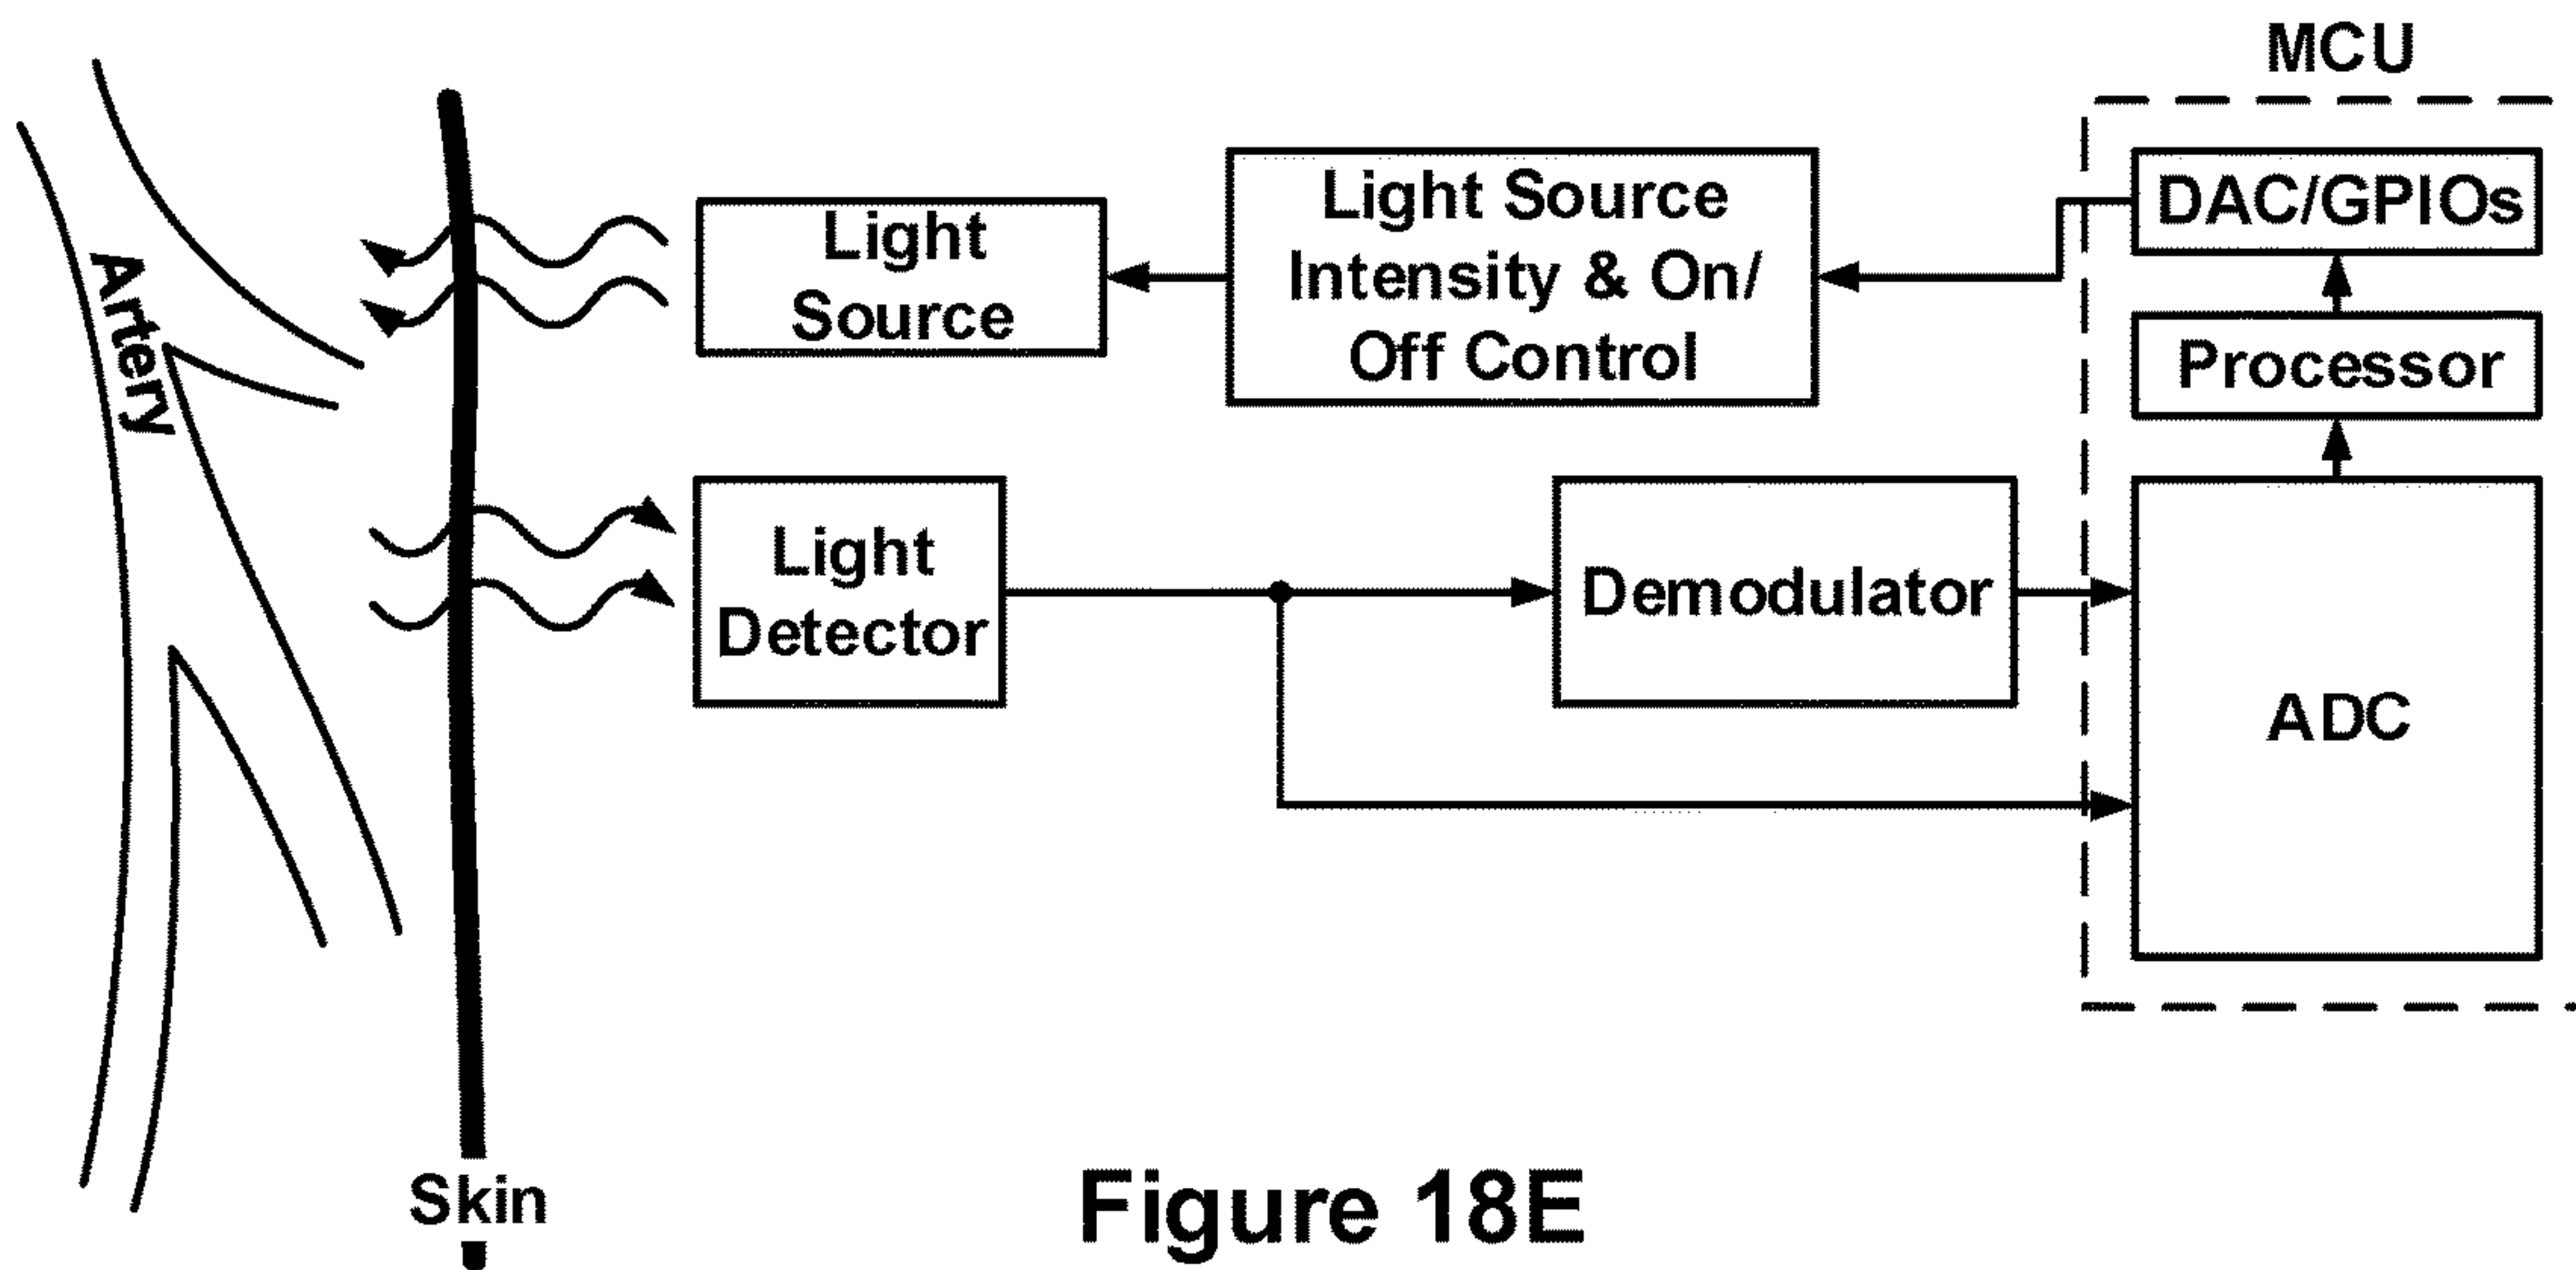 MCU
Light Source
Intensity & On/
Off Control
DAC/GPIOs
Light
Source
Artery
Processor
Light
Detector
Demodulator
ADC
Skin
Figure 18E